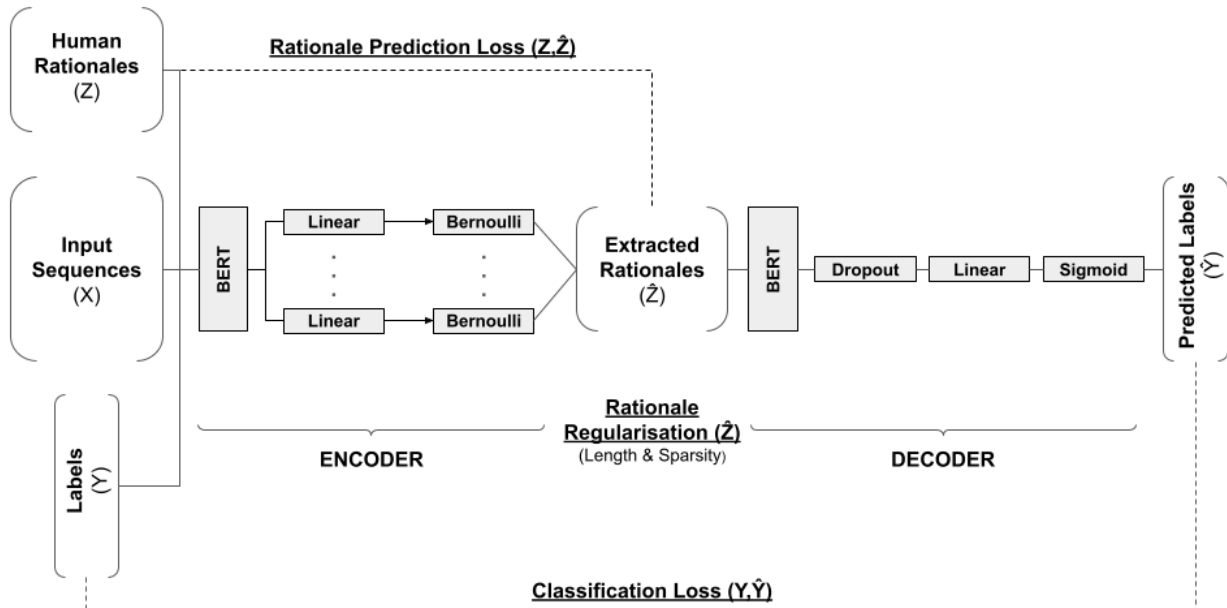 Human
Rationales
(Z)
Rationale Prediction Loss (Z,Ẑ)
Input
Sequences
(X)
BERT
Linear
Bernoulli
Linear
Bernoulli
Extracted
Rationales
(Ẑ)
BERT
Dropout
Linear
Sigmoid
Predicted Labels
(Ŷ)
Labels
(Y)
ENCODER
Rationale
Regularisation (Ẑ)
(Length & Sparsity)
DECODER
Classification Loss (Y,Ŷ)